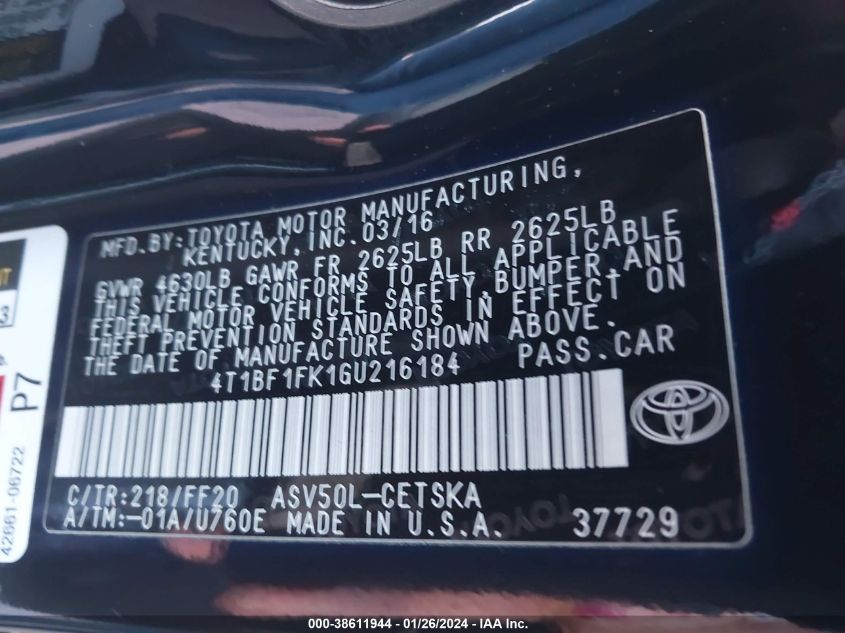 MFD.BY:TOYOTA MOTOR MANUFACTURING,
KENTUCKY, INC.03/16
GVWR 4630LB GAWR FR 2625LB RR 2625LB
THIS VEHICLE CONFORMS TO ALL APPLICABLE
FEDERAL MOTOR VEHICLE SAFETY,BUMPER,AND
THEFT PREVENTION STANDARDS IN EFFECT ON
THE DATE OF MANUFACTURE SHOWN ABOVE.
4T1BF1FK1GU216184 PASS.CAR
C/TR:218/FF20 ASV50L-CETSKA
A/TM:-01A/U760E MADE IN U.S.A. 37729
P7
42661-06722
3
000-38611944 / 01/26/2024 - IAA Inc.